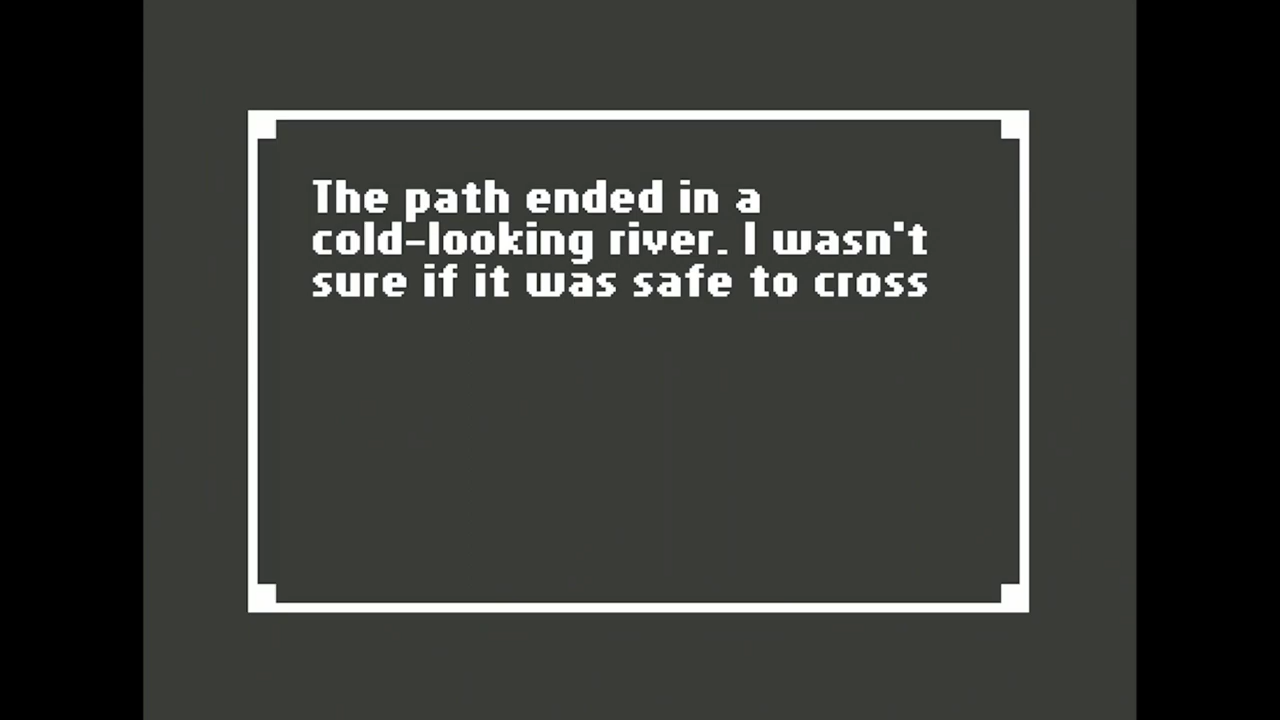 The path ended in a
cold-looking river. I wasn't
sure if it was safe to cross